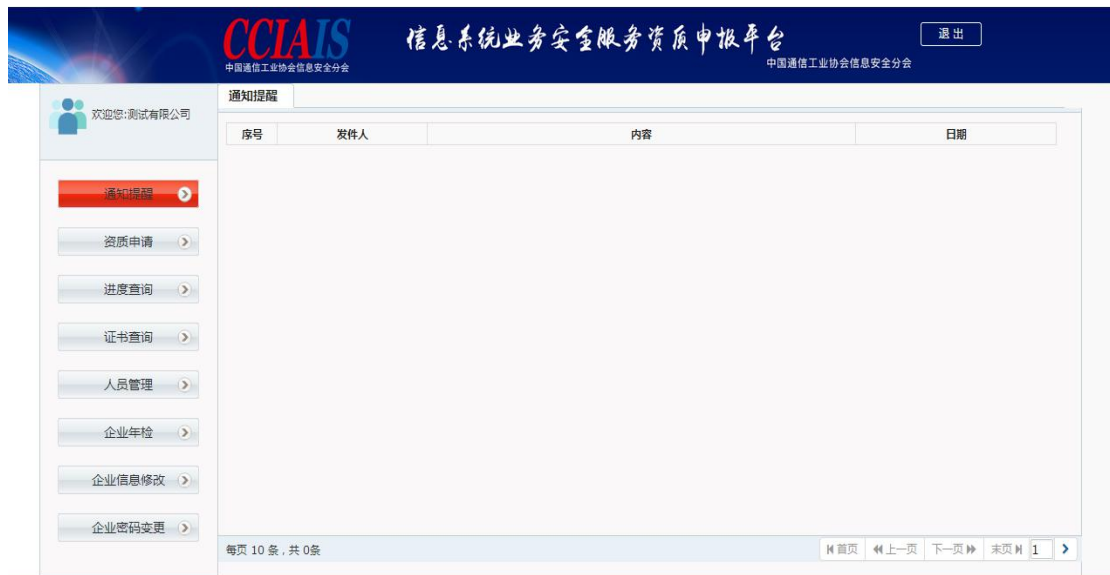 CCIAIS
中国通信工业协会信息安全分会
信息系统业务安全服务资质申报平台
中国通信工业协会信息安全分会
退出
欢迎您:测试有限公司
通知提醒
序号 发件人 内容 日期
通知提醒
资质申请
进度查询
证书查询
人员管理
企业年检
企业信息修改
企业密码变更
每页 10 条 , 共 0条
首页 上一页 下一页 末页 1